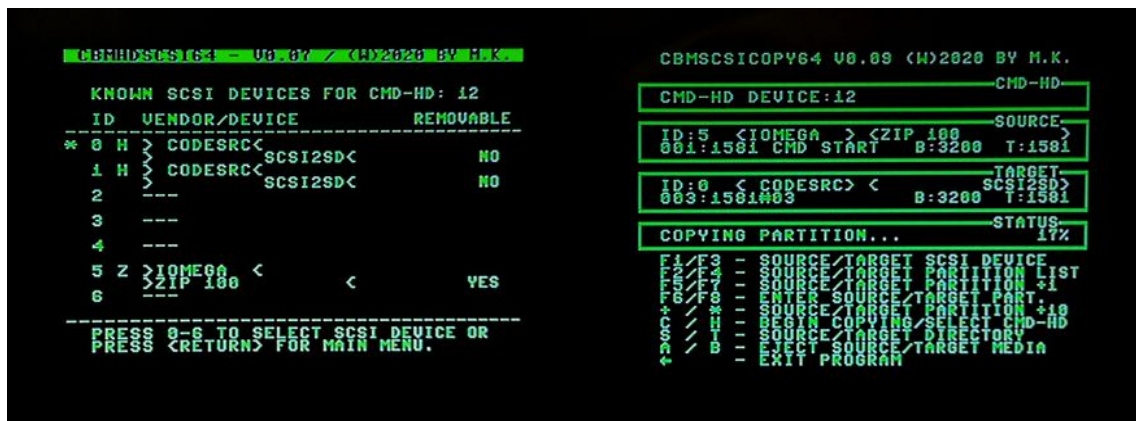 CBMHDSCSI64 - V0.07 / (W)2020 BY M.K.
KNOWN SCSI DEVICES FOR CMD-HD: 12
ID VENDOR/DEVICE REMOVABLE
* 0 H > CODESRC<
> SCSI2SD< NO
1 H > CODESRC<
> SCSI2SD< NO
2 ---
3 ---
4 ---
5 Z >IOMEGA <
>ZIP 100 < YES
6 ---
PRESS 0-6 TO SELECT SCSI DEVICE OR
PRESS <RETURN> FOR MAIN MENU.
CBMSCSICOPY64 V0.09 (W)2020 BY M.K.
CMD-HD
CMD-HD DEVICE:12
SOURCE
ID:5 <IOMEGA > <ZIP 100 >
001:1581 CMD START B:3200 T:1581
TARGET
ID:0 < CODESRC> < SCSI2SD>
003:1581#03 B:3200 T:1581
STATUS
COPYING PARTITION... 17%
F1/F3 - SOURCE/TARGET SCSI DEVICE
F2/F4 - SOURCE/TARGET PARTITION LIST
F5/F7 - SOURCE/TARGET PARTITION +1
F6/F8 - ENTER SOURCE/TARGET PART.
+ / * - SOURCE/TARGET PARTITION +10
C / H - BEGIN COPYING/SELECT CMD-HD
S / T - SOURCE/TARGET DIRECTORY
A / B - EJECT SOURCE/TARGET MEDIA
← - EXIT PROGRAM